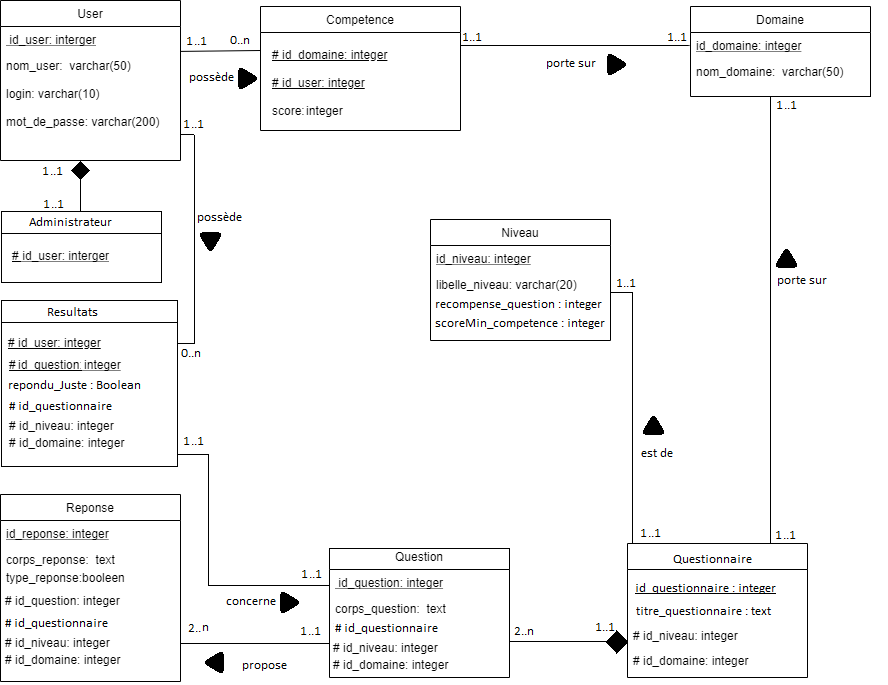 User
id_user: interger
nom_user: varchar(50)
login: varchar(10)
mot_de_passe: varchar(200)
1..1
0..n
possède
Competence
# id_domaine: integer
# id_user: integer
score: integer
1..1
1..1
porte sur
Domaine
id_domaine: integer
nom_domaine: varchar(50)
1..1
1..1
1..1
1..1
Administrateur
# id_user: interger
possède
Niveau
id_niveau: integer
libelle_niveau: varchar(20)
recompense_question : integer
scoreMin_competence : integer
1..1
porte sur
Resultats
# id_user: integer
# id_question: integer
repondu_Juste : Boolean
# id_questionnaire
# id_niveau: integer
# id_domaine: integer
0..n
1..1
est de
Reponse
id_reponse: integer
corps_reponse: text
type_reponse:booleen
# id_question: integer
# id_questionnaire
# id_niveau: integer
# id_domaine: integer
1..1
concerne
2..n
1..1
propose
Question
id_question: integer
corps_question: text
# id_questionnaire
# id_niveau: integer
# id_domaine: integer
2..n
1..1
1..1
1..1
Questionnaire
id_questionnaire : integer
titre_questionnaire : text
# id_niveau: integer
# id_domaine: integer